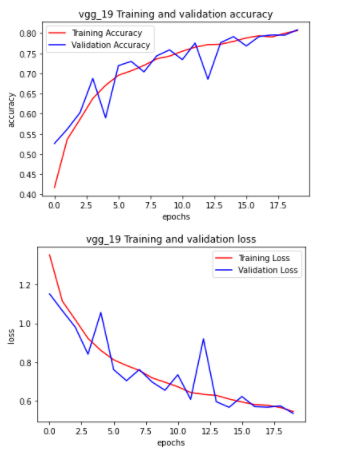 vgg_19 Training and validation accuracy
Training Accuracy
Validation Accuracy
0.80
0.75
0.70
0.65
0.60
0.55
0.50
0.45
0.40
accuracy
0.0 2.5 5.0 7.5 10.0 12.5 15.0 17.5
epochs
vgg_19 Training and validation loss
Training Loss
Validation Loss
1.2
1.0
0.8
0.6
loss
0.0 2.5 5.0 7.5 10.0 12.5 15.0 17.5
epochs